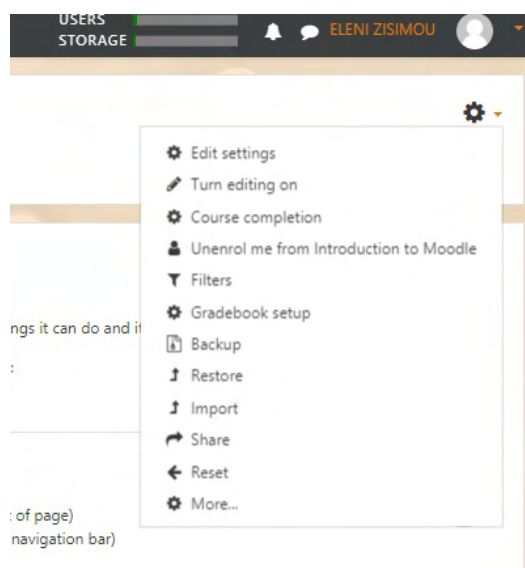 USERS
STORAGE
ELENI ZISIMOU
Edit settings
Turn editing on
Course completion
Unenrol me from Introduction to Moodle
Filters
Gradebook setup
Backup
Restore
Import
Share
Reset
More...
ngs it can do and it
:
: of page)
navigation bar)